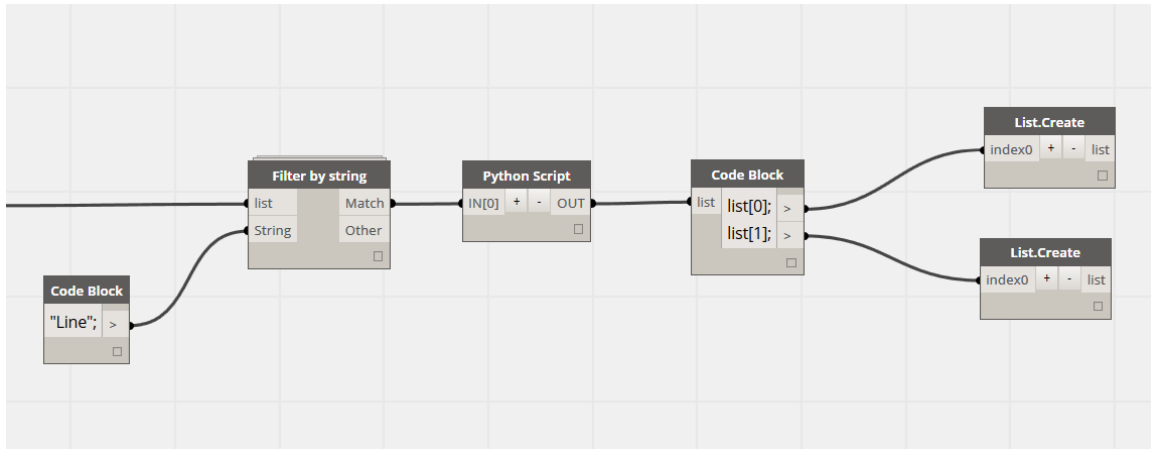 Filter by string
list Match
String Other
Code Block
"Line"; >
Python Script
IN[0] + - OUT
Code Block
list list[0]; >
list[1]; >
List.Create
index0 + - list
List.Create
index0 + - list